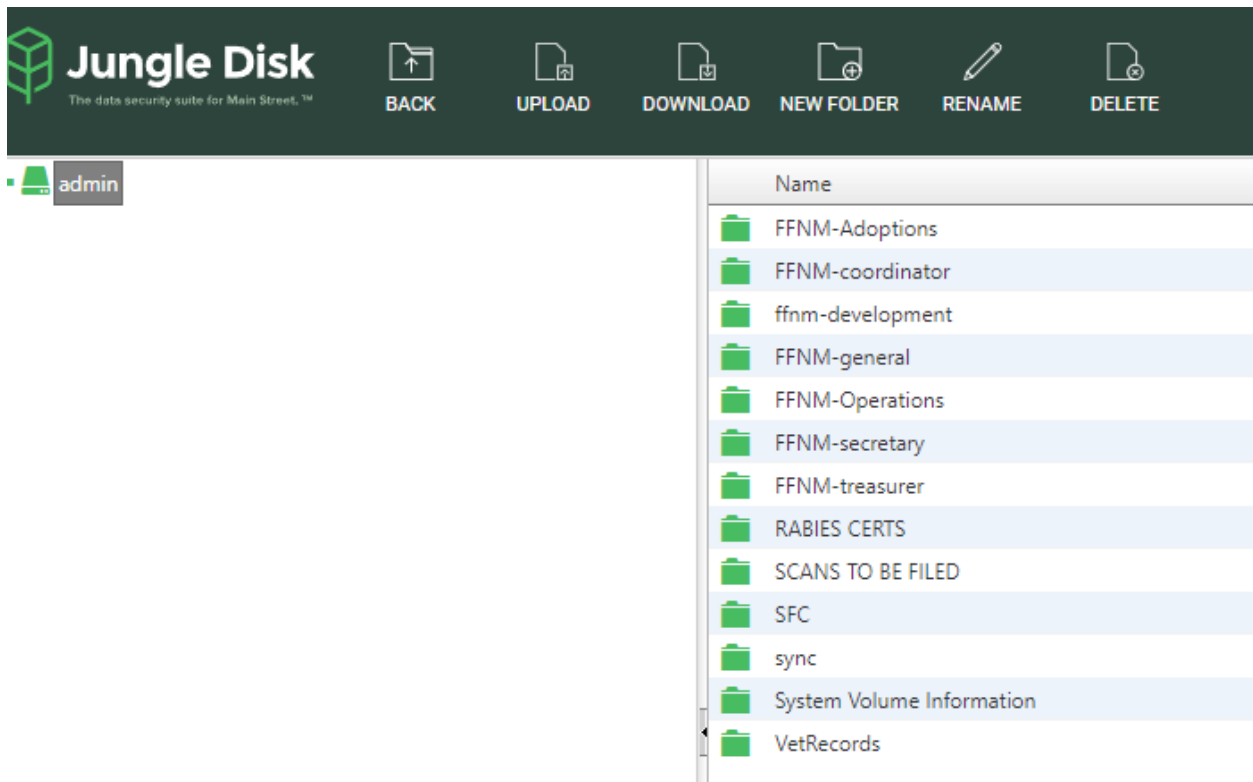 Jungle Disk
The data security suite for Main Street.™
BACK
UPLOAD
DOWNLOAD
NEW FOLDER
RENAME
DELETE
admin
Name
FFNM-Adoptions
FFNM-coordinator
ffnm-development
FFNM-general
FFNM-Operations
FFNM-secretary
FFNM-treasurer
RABIES CERTS
SCANS TO BE FILED
SFC
sync
System Volume Information
VetRecords